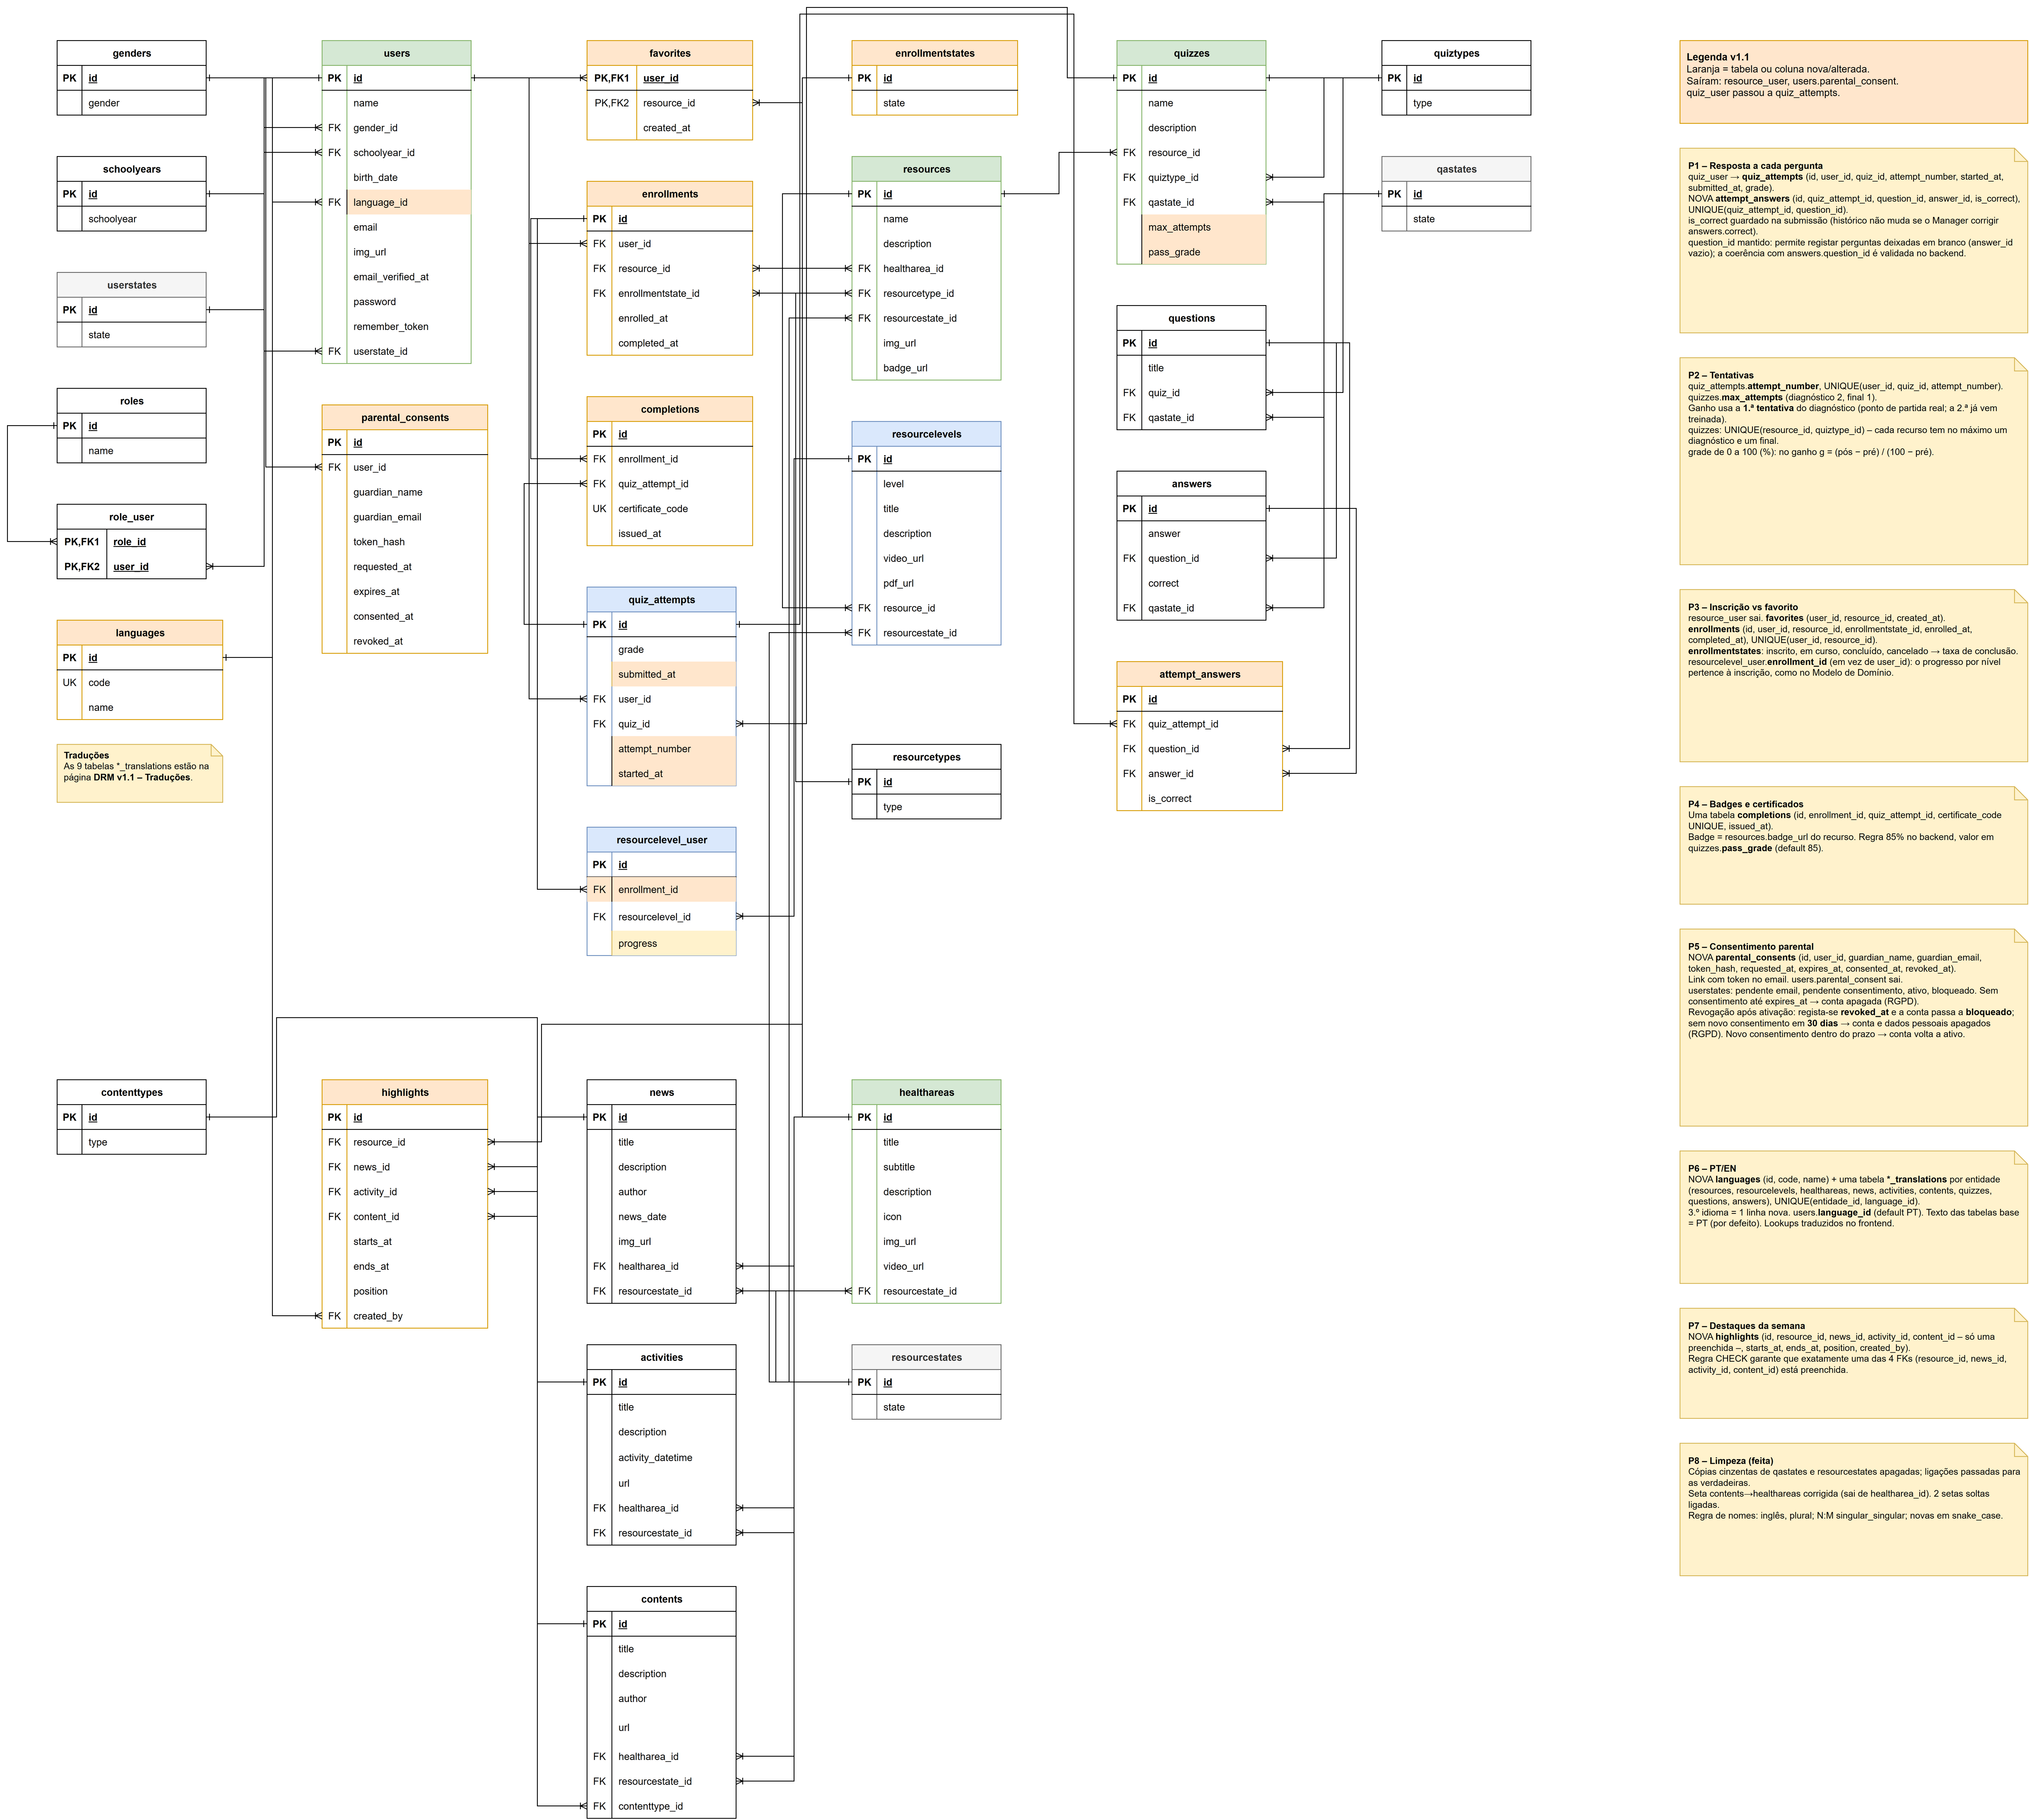 genders
PK id
gender
schoolyears
PK id
schoolyear
userstates
PK id
state
roles
PK id
name
role_user
PK,FK1 role_id
PK,FK2 user_id
languages
PK id
UK code
name
Traduções
As 9 tabelas *_translations estão na
página DRM v1.1 – Traduções.
contenttypes
PK id
type
users
PK id
name
FK gender_id
FK schoolyear_id
birth_date
FK language_id
email
img_url
email_verified_at
password
remember_token
FK userstate_id
parental_consents
PK id
FK user_id
guardian_name
guardian_email
token_hash
requested_at
expires_at
consented_at
revoked_at
highlights
PK id
FK resource_id
FK news_id
FK activity_id
FK content_id
starts_at
ends_at
position
FK created_by
favorites
PK,FK1 user_id
PK,FK2 resource_id
created_at
enrollments
PK id
FK user_id
FK resource_id
FK enrollmentstate_id
enrolled_at
completed_at
completions
PK id
FK enrollment_id
FK quiz_attempt_id
UK certificate_code
issued_at
quiz_attempts
PK id
grade
submitted_at
FK user_id
FK quiz_id
attempt_number
started_at
resourcelevel_user
PK id
FK enrollment_id
FK resourcelevel_id
progress
news
PK id
title
description
author
news_date
img_url
FK healtharea_id
FK resourcestate_id
activities
PK id
title
description
activity_datetime
url
FK healtharea_id
FK resourcestate_id
contents
PK id
title
description
author
url
FK healtharea_id
FK resourcestate_id
FK contenttype_id
enrollmentstates
PK id
state
resources
PK id
name
description
FK healtharea_id
FK resourcetype_id
FK resourcestate_id
img_url
badge_url
resourcelevels
PK id
level
title
description
video_url
pdf_url
FK resource_id
FK resourcestate_id
resourcetypes
PK id
type
healthareas
PK id
title
subtitle
description
icon
img_url
video_url
FK resourcestate_id
resourcestates
PK id
state
quizzes
PK id
name
description
FK resource_id
FK quiztype_id
FK qastate_id
max_attempts
pass_grade
questions
PK id
title
FK quiz_id
FK qastate_id
answers
PK id
answer
FK question_id
correct
FK qastate_id
attempt_answers
PK id
FK quiz_attempt_id
FK question_id
FK answer_id
is_correct
quiztypes
PK id
type
qastates
PK id
state
Legenda v1.1
Laranja = tabela ou coluna nova/alterada.
Saíram: resource_user, users.parental_consent.
quiz_user passou a quiz_attempts.
P1 – Resposta a cada pergunta
quiz_user → quiz_attempts (id, user_id, quiz_id, attempt_number, started_at,
submitted_at, grade).
NOVA attempt_answers (id, quiz_attempt_id, question_id, answer_id, is_correct),
UNIQUE(quiz_attempt_id, question_id).
is_correct guardado na submissão (histórico não muda se o Manager corrigir
answers.correct).
question_id mantido: permite registar perguntas deixadas em branco (answer_id
vazio); a coerência com answers.question_id é validada no backend.
P2 – Tentativas
quiz_attempts.attempt_number, UNIQUE(user_id, quiz_id, attempt_number).
quizzes.max_attempts (diagnóstico 2, final 1).
Ganho usa a 1.ª tentativa do diagnóstico (ponto de partida real; a 2.ª já vem
treinada).
quizzes: UNIQUE(resource_id, quiztype_id) – cada recurso tem no máximo um
diagnóstico e um final.
grade de 0 a 100 (%): no ganho g = (pós − pré) / (100 − pré).
P3 – Inscrição vs favorito
resource_user sai. favorites (user_id, resource_id, created_at).
enrollments (id, user_id, resource_id, enrollmentstate_id, enrolled_at,
completed_at), UNIQUE(user_id, resource_id).
enrollmentstates: inscrito, em curso, concluído, cancelado → taxa de conclusão.
resourcelevel_user.enrollment_id (em vez de user_id): o progresso por nível
pertence à inscrição, como no Modelo de Domínio.
P4 – Badges e certificados
Uma tabela completions (id, enrollment_id, quiz_attempt_id, certificate_code
UNIQUE, issued_at).
Badge = resources.badge_url do recurso. Regra 85% no backend, valor em
quizzes.pass_grade (default 85).
P5 – Consentimento parental
NOVA parental_consents (id, user_id, guardian_name, guardian_email,
token_hash, requested_at, expires_at, consented_at, revoked_at).
Link com token no email. users.parental_consent sai.
userstates: pendente email, pendente consentimento, ativo, bloqueado. Sem
consentimento até expires_at → conta apagada (RGPD).
Revogação após ativação: regista-se revoked_at e a conta passa a bloqueado;
sem novo consentimento em 30 dias → conta e dados pessoais apagados
(RGPD). Novo consentimento dentro do prazo → conta volta a ativo.
P6 – PT/EN
NOVA languages (id, code, name) + uma tabela *_translations por entidade
(resources, resourcelevels, healthareas, news, activities, contents, quizzes,
questions, answers), UNIQUE(entidade_id, language_id).
3.º idioma = 1 linha nova. users.language_id (default PT). Texto das tabelas base
= PT (por defeito). Lookups traduzidos no frontend.
P7 – Destaques da semana
NOVA highlights (id, resource_id, news_id, activity_id, content_id – só uma
preenchida –, starts_at, ends_at, position, created_by).
Regra CHECK garante que exatamente uma das 4 FKs (resource_id, news_id,
activity_id, content_id) está preenchida.
P8 – Limpeza (feita)
Cópias cinzentas de qastates e resourcestates apagadas; ligações passadas para
as verdadeiras.
Seta contents→healthareas corrigida (sai de healtharea_id). 2 setas soltas
ligadas.
Regra de nomes: inglês, plural; N:M singular_singular; novas em snake_case.